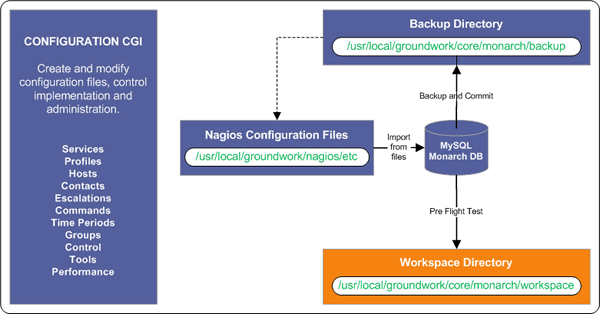 CONFIGURATION CGI
Create and modify
configuration files, control
implementation and
administration.
Services
Profiles
Hosts
Contacts
Escalations
Commands
Time Periods
Groups
Control
Tools
Performance
Backup Directory
/usr/local/groundwork/core/monarch/backup
Backup and Commit
Nagios Configuration Files
/usr/local/groundwork/nagios/etc
Import
from
files
MySQL
Monarch DB
Pre Flight Test
Workspace Directory
/usr/local/groundwork/core/monarch/workspace